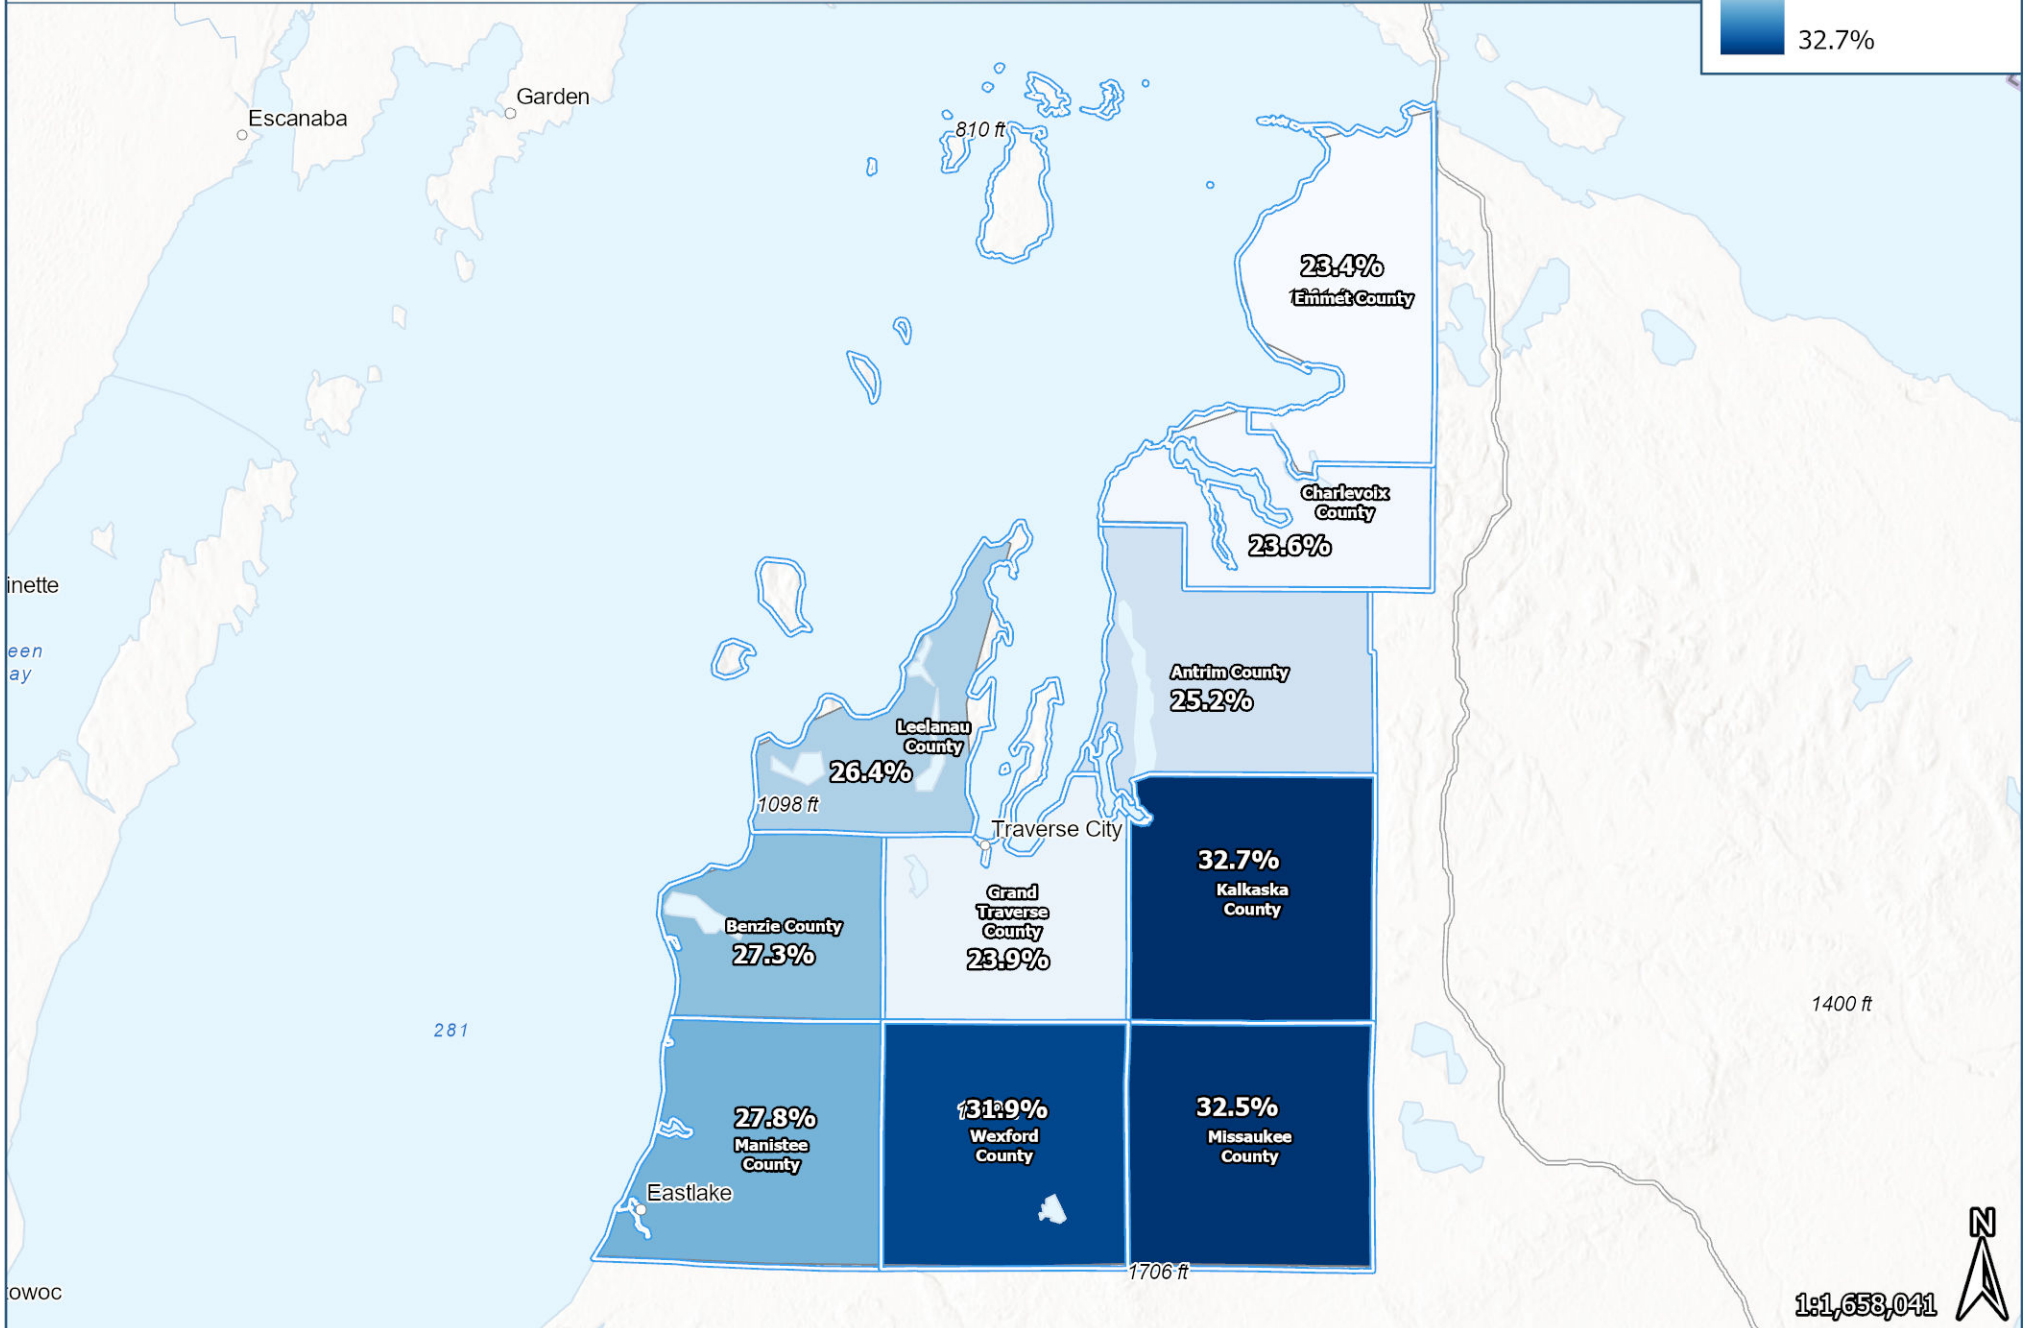 32.7%
Garden
Escanaba
810 ft
23.4%
Emmet County
Charlevoix
County
23.6%
inette
een
ay
Antrim County
25.2%
Leelanau
County
26.4%
1098 ft
Traverse City
32.7%
Kalkaska
County
Grand
Traverse
County
23.9%
Benzie County
27.3%
1400 ft
281
27.8%
Manistee
County
31.9%
Wexford
County
32.5%
Missaukee
County
Eastlake
N
1706 ft
owoc
1:1,658,041